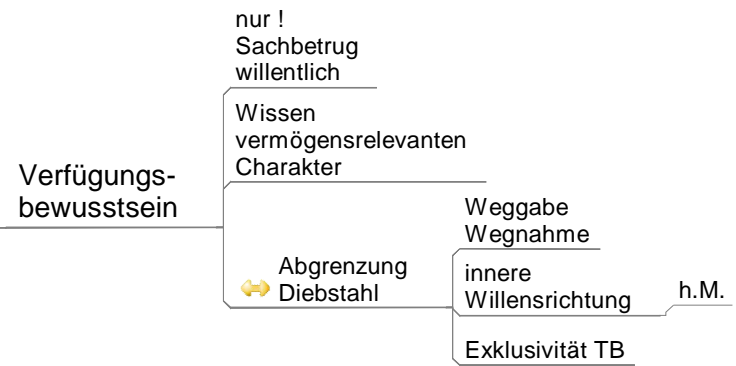 nur !
Sachbetrug
willentlich
Wissen
vermögensrelevanten
Charakter
Verfügungs-
bewusstsein
Abgrenzung
Diebstahl
Weggabe
Wegnahme
innere
Willensrichtung
h.M.
Exklusivität TB